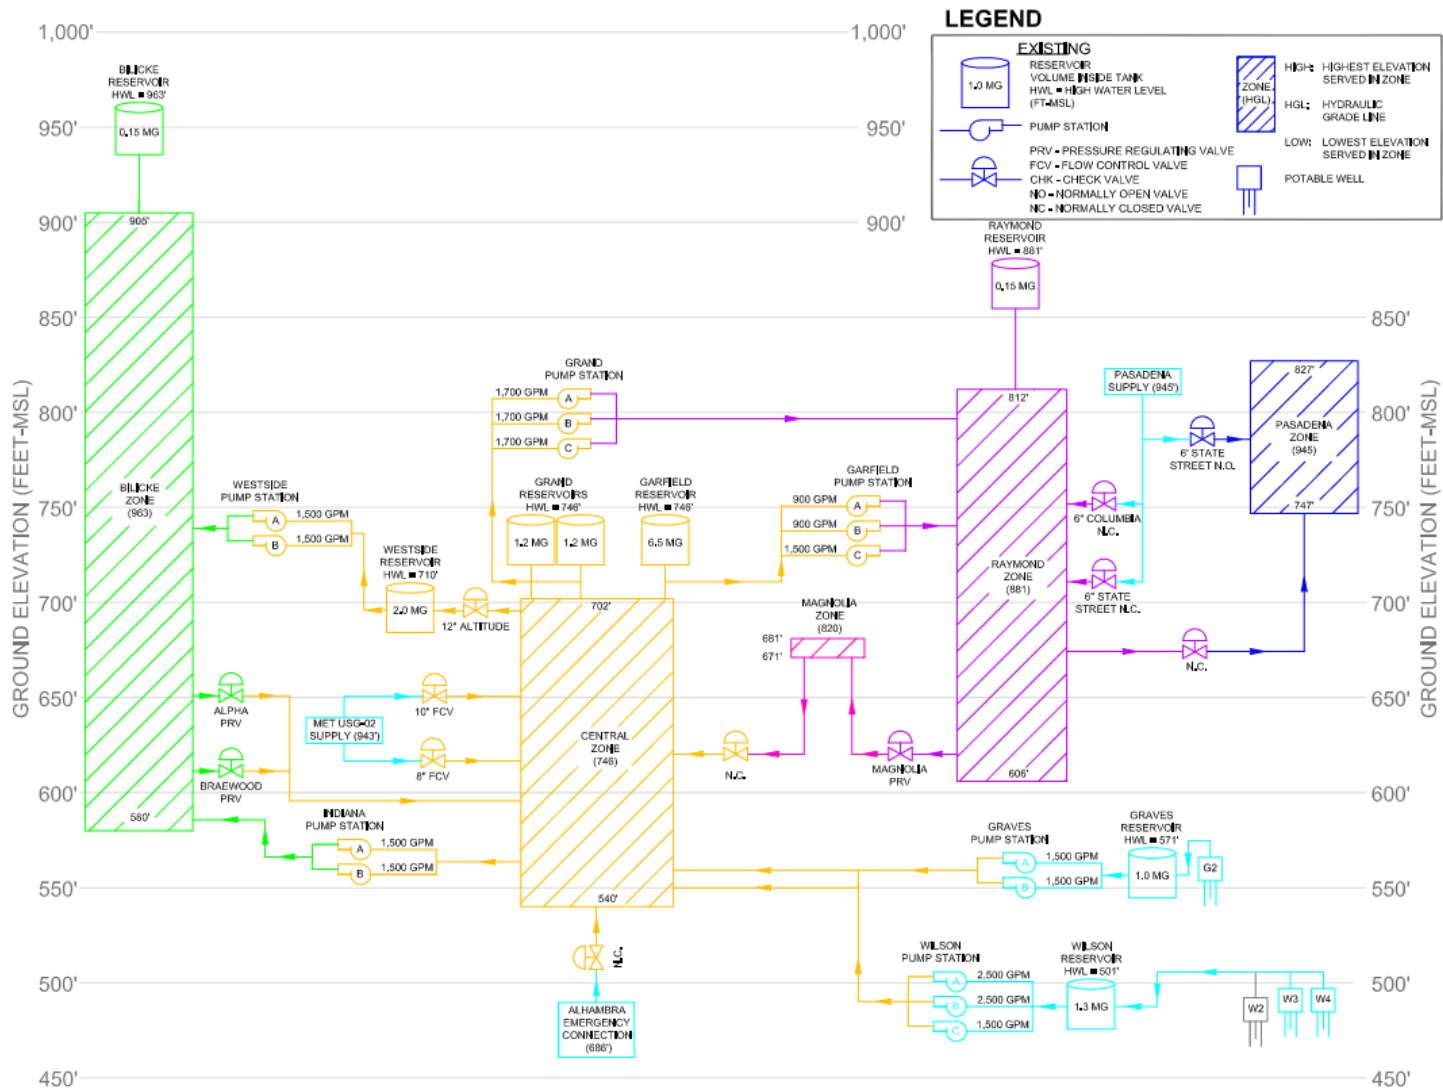 LEGEND
EXISTING
1.0 MG
RESERVOIR
VOLUME INSIDE TANK
HWL = HIGH WATER LEVEL
(FT-MSL)
PUMP STATION
PRV - PRESSURE REGULATING VALVE
FCV - FLOW CONTROL VALVE
CHK - CHECK VALVE
NO - NORMALLY OPEN VALVE
NC - NORMALLY CLOSED VALVE
ZONE
(HGL)
HIGH: HIGHEST ELEVATION
SERVED IN ZONE
HGL: HYDRAULIC
GRADE LINE
LOW: LOWEST ELEVATION
SERVED IN ZONE
POTABLE WELL
GROUND ELEVATION (FEET-MSL)
1,000'
950'
900'
850'
800'
750'
700'
650'
600'
550'
500'
450'
1,000'
950'
900'
BILICKE
RESERVOIR
HWL = 963'
0.15 MG
905'
BILICKE
ZONE
(963)
580'
WESTSIDE
PUMP STATION
A
1,500 GPM
B
1,500 GPM
WESTSIDE
RESERVOIR
HWL = 710'
2.0 MG
12" ALTITUDE
ALPHA
PRV
BRAEWOOD
PRV
MET USG-02
SUPPLY (943')
10" FCV
8" FCV
INDIANA
PUMP STATION
A
1,500 GPM
B
1,500 GPM
GRAND
PUMP STATION
1,700 GPM
A
1,700 GPM
B
1,700 GPM
C
GRAND
RESERVOIRS
HWL = 746'
1.2 MG
1.2 MG
GARFIELD
RESERVOIR
HWL = 746'
6.5 MG
702'
CENTRAL
ZONE
(746)
540'
N.C.
ALHAMBRA
EMERGENCY
CONNECTION
(686')
GARFIELD
PUMP STATION
900 GPM
A
900 GPM
B
1,500 GPM
C
MAGNOLIA
ZONE
(820)
681'
671'
N.C.
MAGNOLIA
PRV
RAYMOND
RESERVOIR
HWL = 881'
0.15 MG
812'
RAYMOND
ZONE
(881)
606'
PASADENA
SUPPLY (945')
6' STATE
STREET N.O.
6" COLUMBIA
N.C.
6" STATE
STREET N.C.
N.C.
827'
PASADENA
ZONE
(945)
747'
GRAVES
PUMP STATION
A
1,500 GPM
B
1,500 GPM
GRAVES
RESERVOIR
HWL = 571'
1.0 MG
G2
WILSON
PUMP STATION
A
2,500 GPM
B
2,500 GPM
C
1,500 GPM
WILSON
RESERVOIR
HWL = 501'
1.3 MG
W2
W3
W4
850'
800'
750'
700'
650'
600'
550'
500'
450'
GROUND ELEVATION (FEET-MSL)